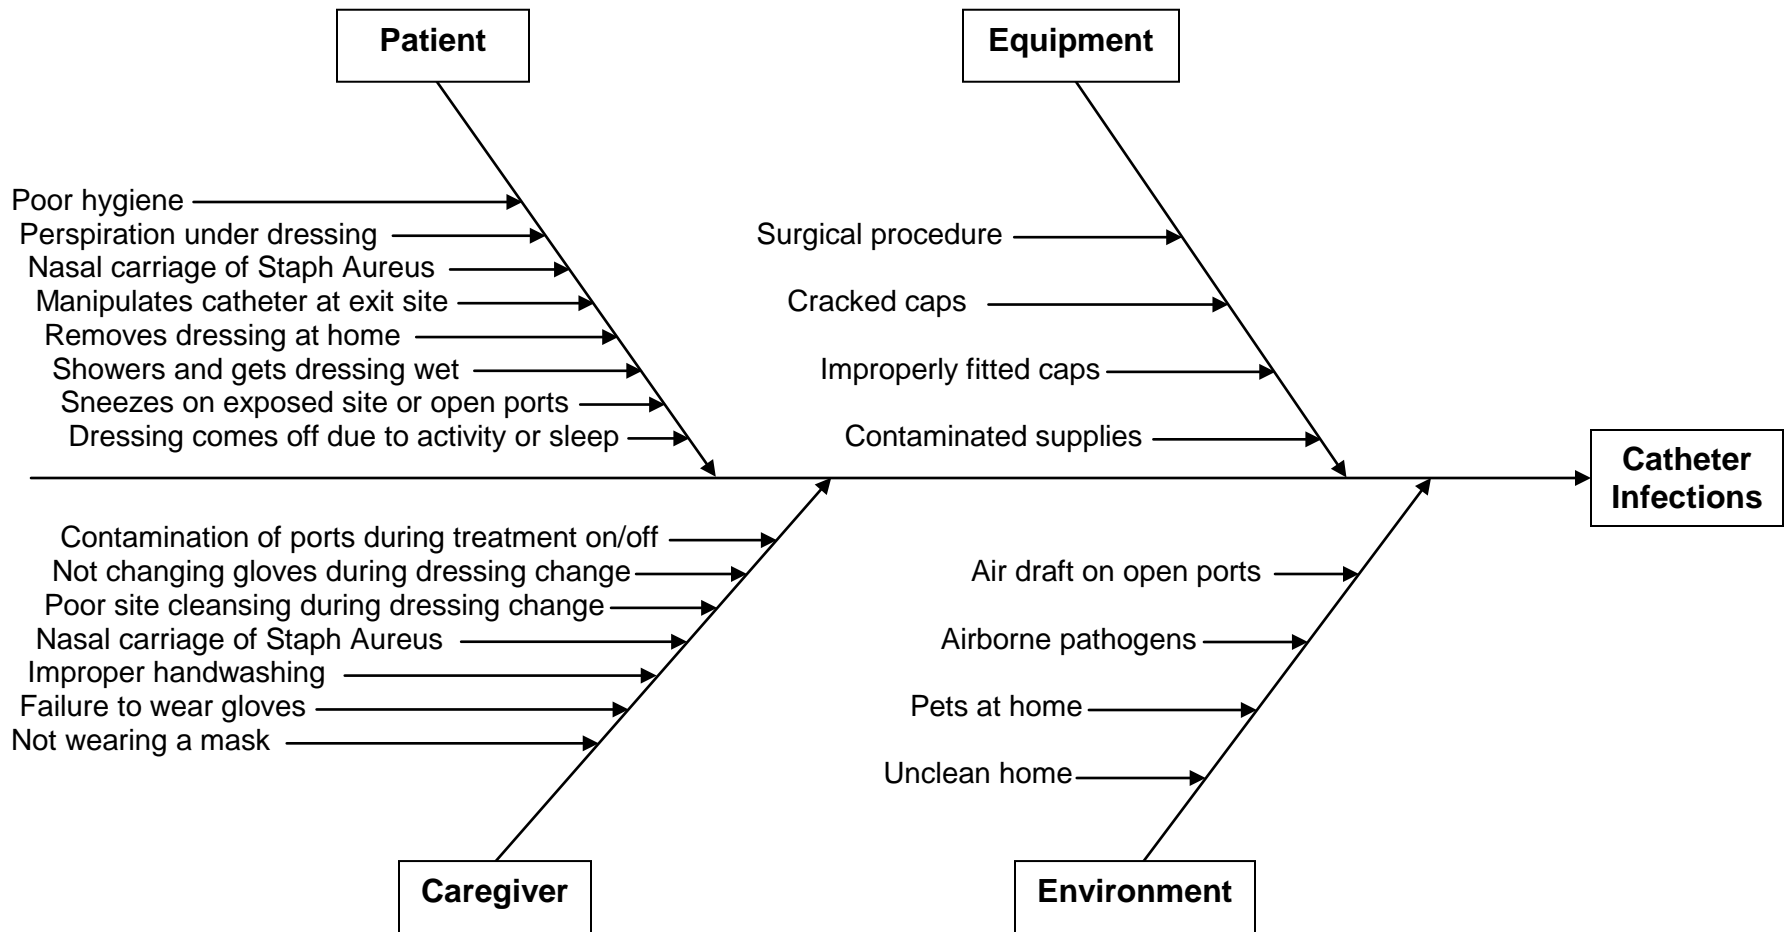 Patient
Equipment
Poor hygiene
Perspiration under dressing
Nasal carriage of Staph Aureus
Manipulates catheter at exit site
Removes dressing at home
Showers and gets dressing wet
Sneezes on exposed site or open ports
Dressing comes off due to activity or sleep
Surgical procedure
Cracked caps
Improperly fitted caps
Contaminated supplies
Catheter
Infections
Contamination of ports during treatment on/off
Not changing gloves during dressing change
Poor site cleansing during dressing change
Nasal carriage of Staph Aureus
Improper handwashing
Failure to wear gloves
Not wearing a mask
Air draft on open ports
Airborne pathogens
Pets at home
Unclean home
Caregiver
Environment